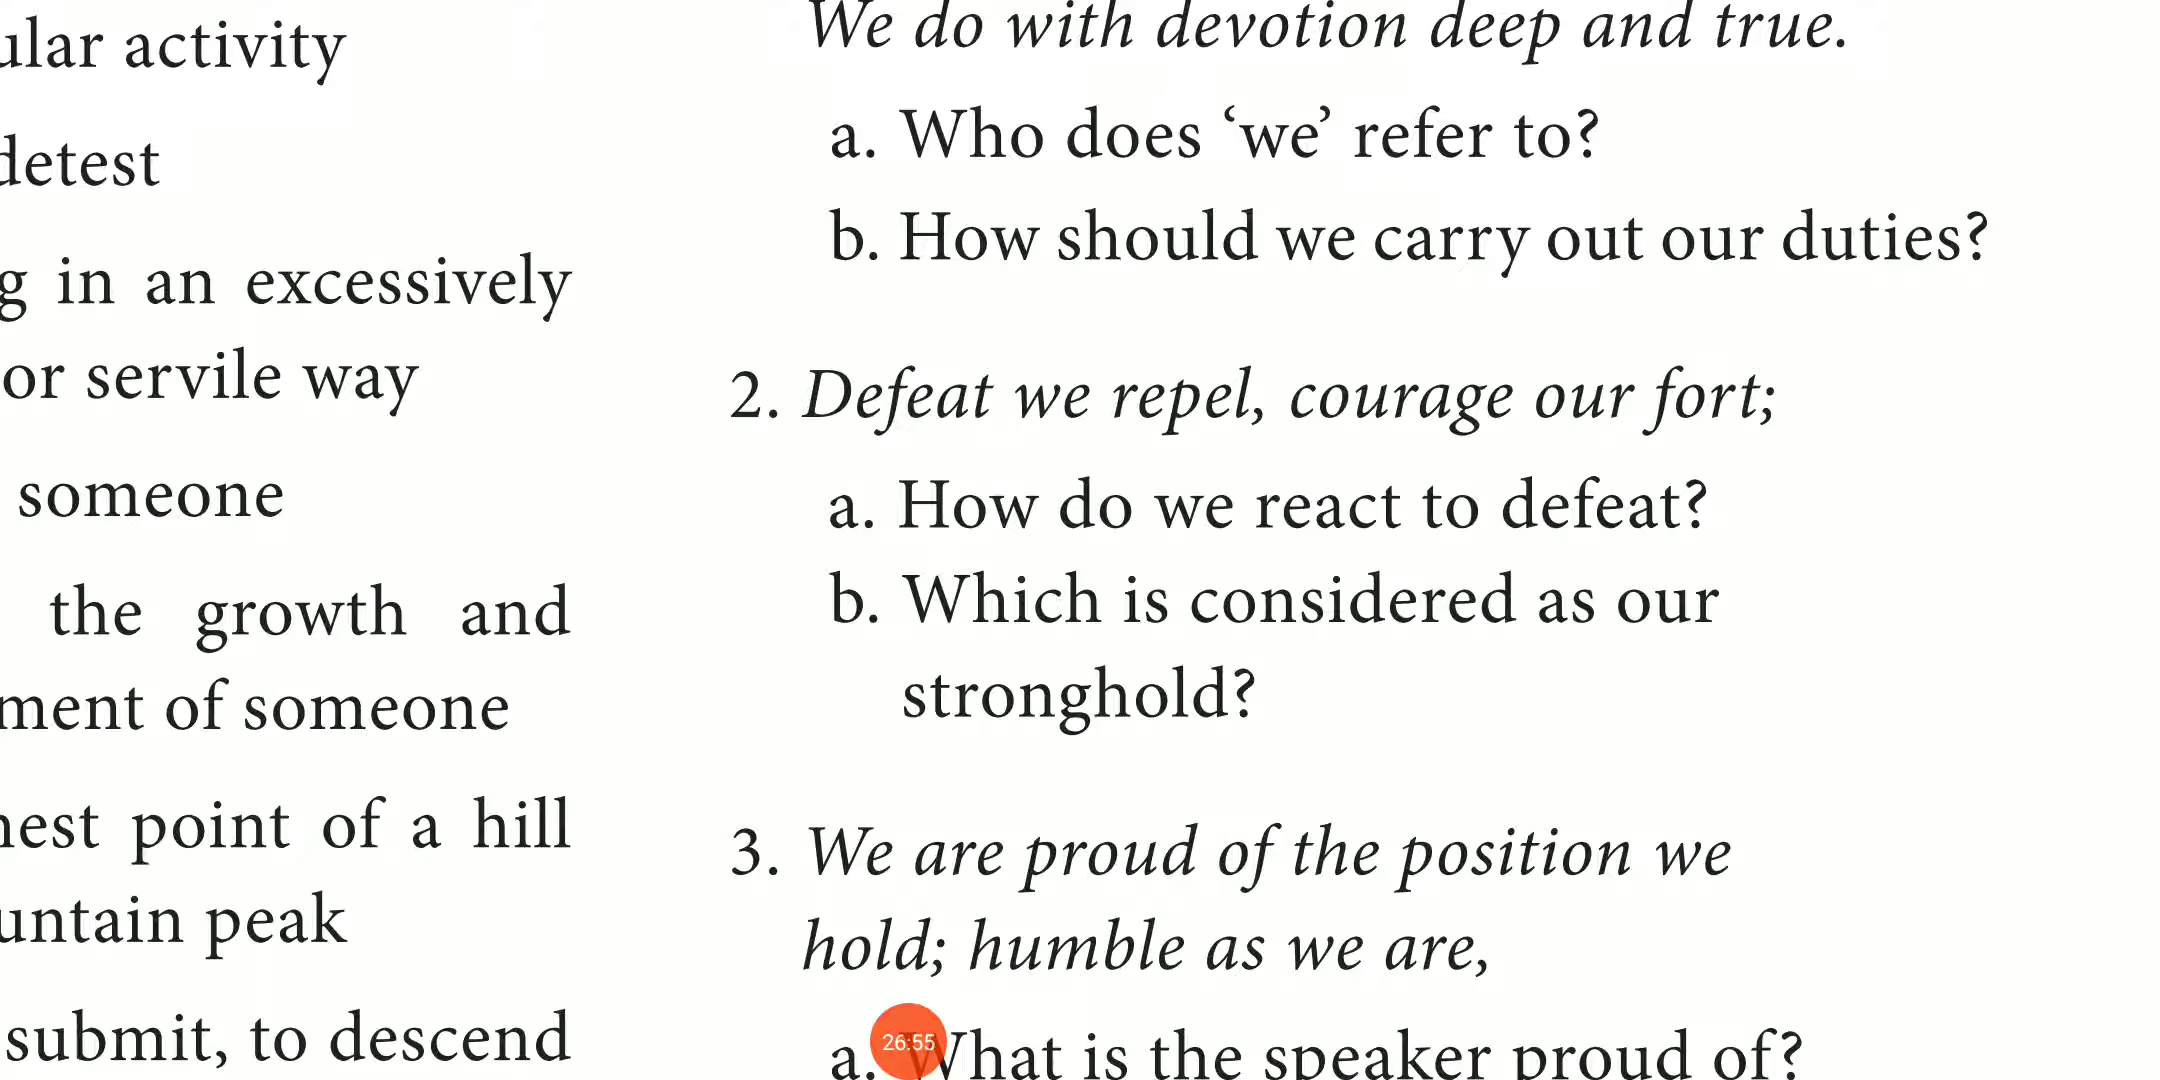 ular activity
detest
g in an excessively
or servile way
someone
the growth and
ment of someone
hest point of a hill
untain peak
submit, to descend
We do with devotion deep and true.
a. Who does ‘we’ refer to?
b. How should we carry out our duties?
2. Defeat we repel, courage our fort;
a. How do we react to defeat?
b. Which is considered as our
stronghold?
3. We are proud of the position we
hold; humble as we are,
a. What is the speaker proud of?
26:55